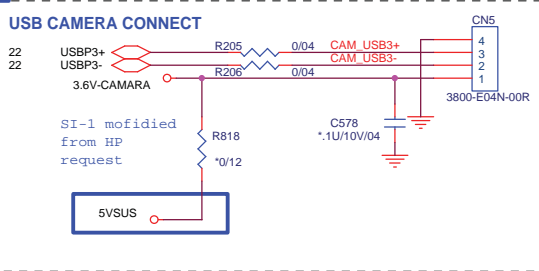 USB CAMERA CONNECT
CN5
22 USBP3+ R205 0/04 CAM_USB3+ 4
3
22 USBP3- R206 0/04 CAM_USB3- 2
3.6V-CAMARA 1
3800-E04N-00R
SI-1 mofidied
from HP
request
R818
*0/12
C578
*.1U/10V/04
5VSUS